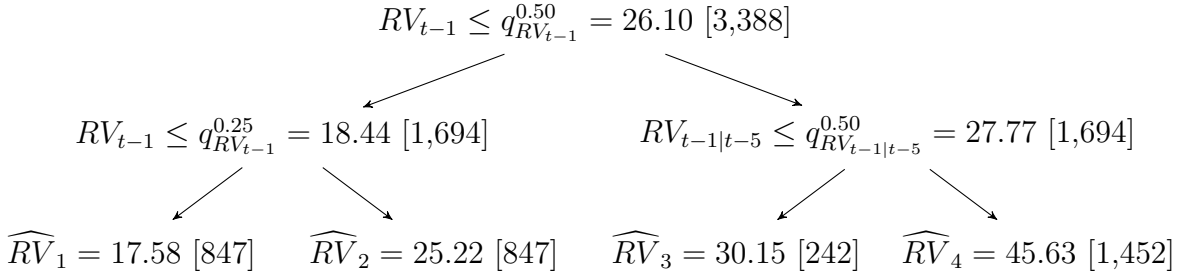 $RV_{t-1} \leq q^{0.50}_{RV_{t-1}} = 26.10$ [3,388]
$RV_{t-1} \leq q^{0.25}_{RV_{t-1}} = 18.44$ [1,694]
$RV_{t-1|t-5} \leq q^{0.50}_{RV_{t-1|t-5}} = 27.77$ [1,694]
$\widehat{RV}_1 = 17.58$ [847]
$\widehat{RV}_2 = 25.22$ [847]
$\widehat{RV}_3 = 30.15$ [242]
$\widehat{RV}_4 = 45.63$ [1,452]